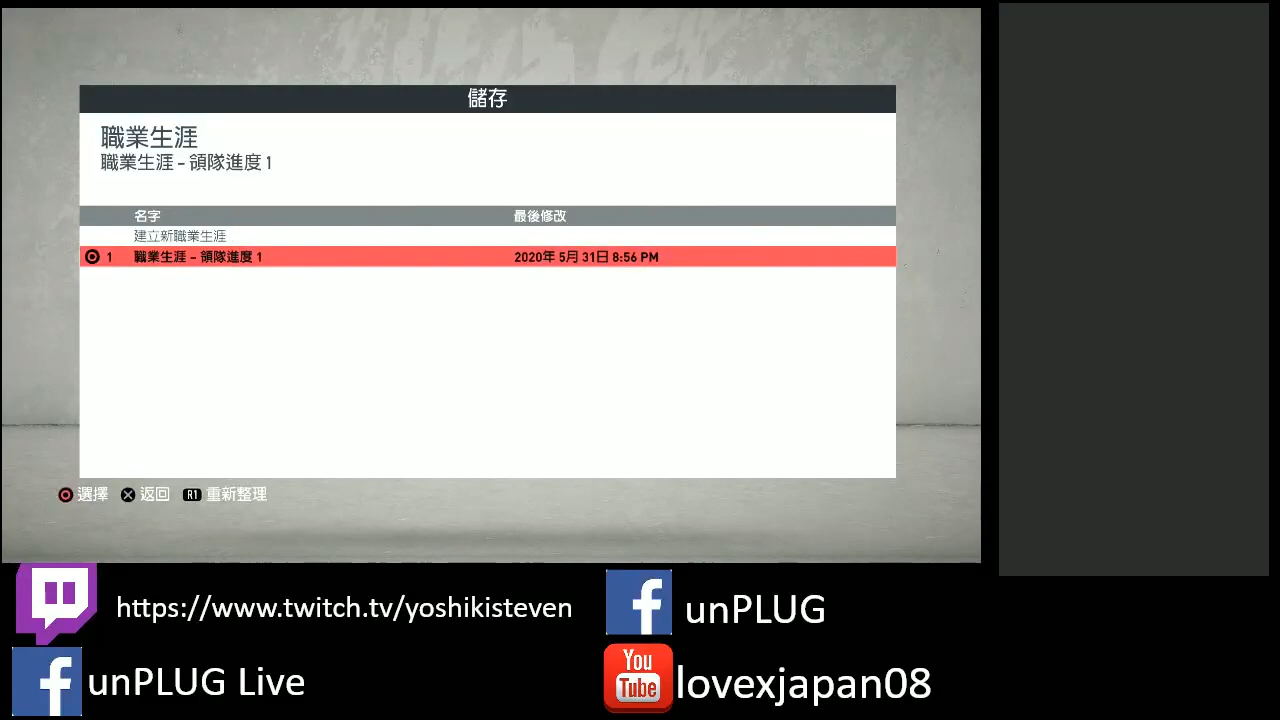 儲存
職業生涯
職業生涯 – 領隊進度 1
名字 最後修改
建立新職業生涯
1 職業生涯 – 領隊進度 1 2020年 5月 31日 8:56 PM
選擇 返回 R1 重新整理
https://www.twitch.tv/yoshikisteven
unPLUG
unPLUG Live
You Tube
lovexjapan08